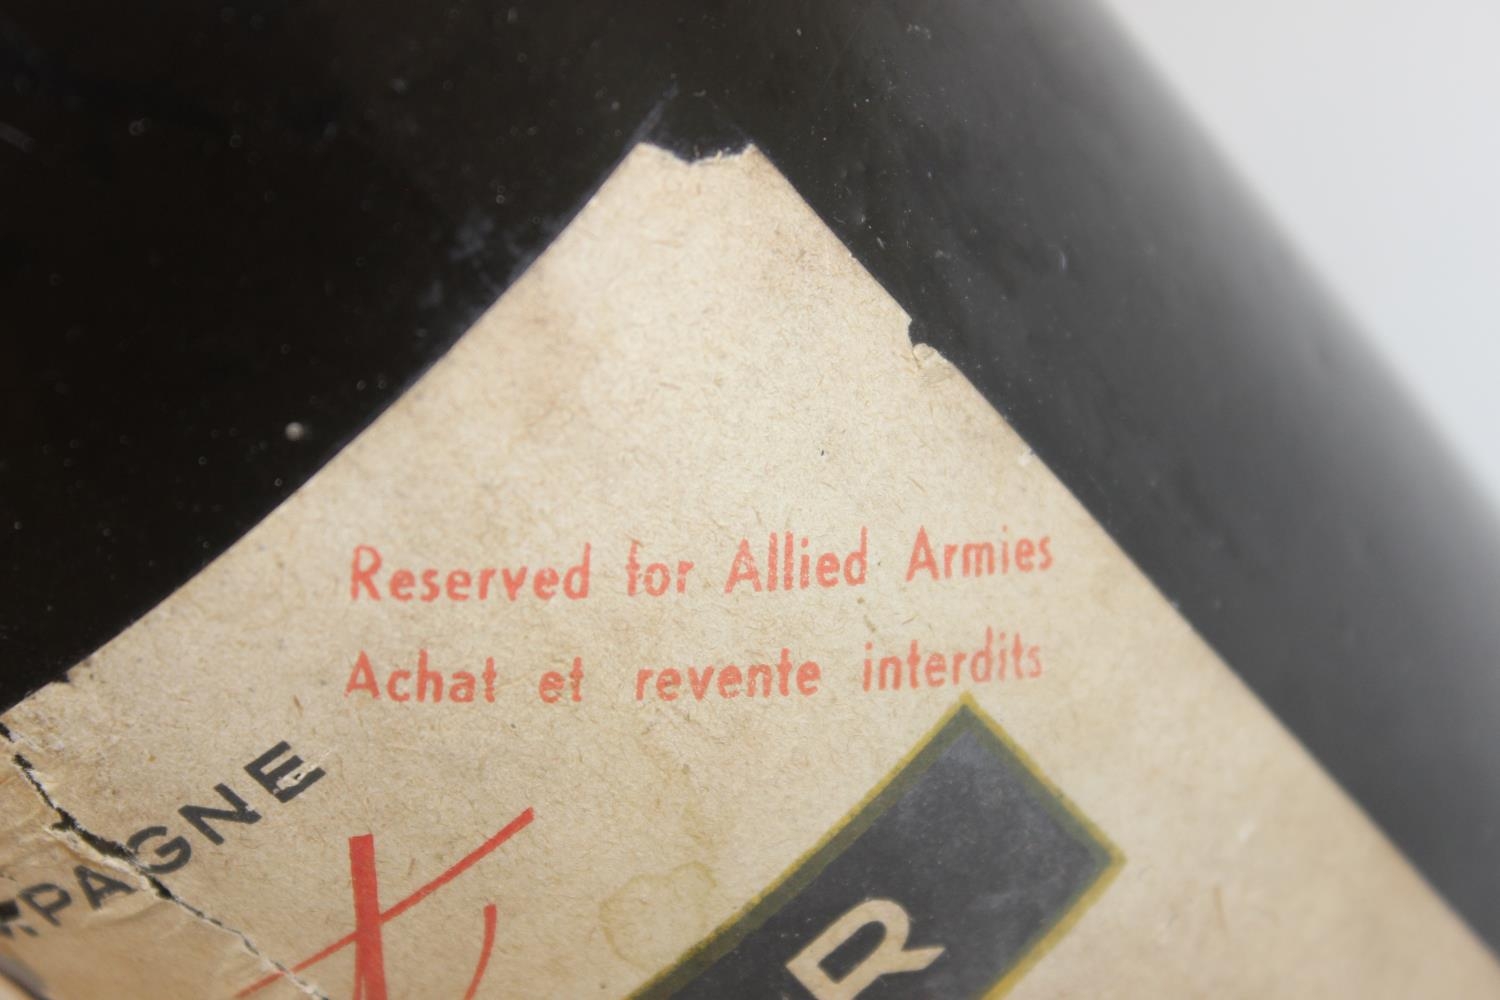 Reserved for Allied Armies
Achat et revente interdits
PAGNE
R